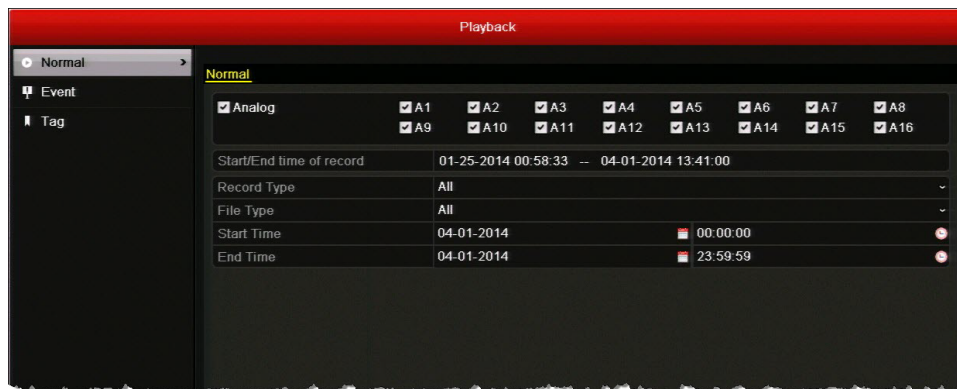 Playback
Normal
Event
Tag
Normal
Analog A1 A2 A3 A4 A5 A6 A7 A8
A9 A10 A11 A12 A13 A14 A15 A16
Start/End time of record 01-25-2014 00:58:33 -- 04-01-2014 13:41:00
Record Type All
File Type All
Start Time 04-01-2014 00:00:00
End Time 04-01-2014 23:59:59